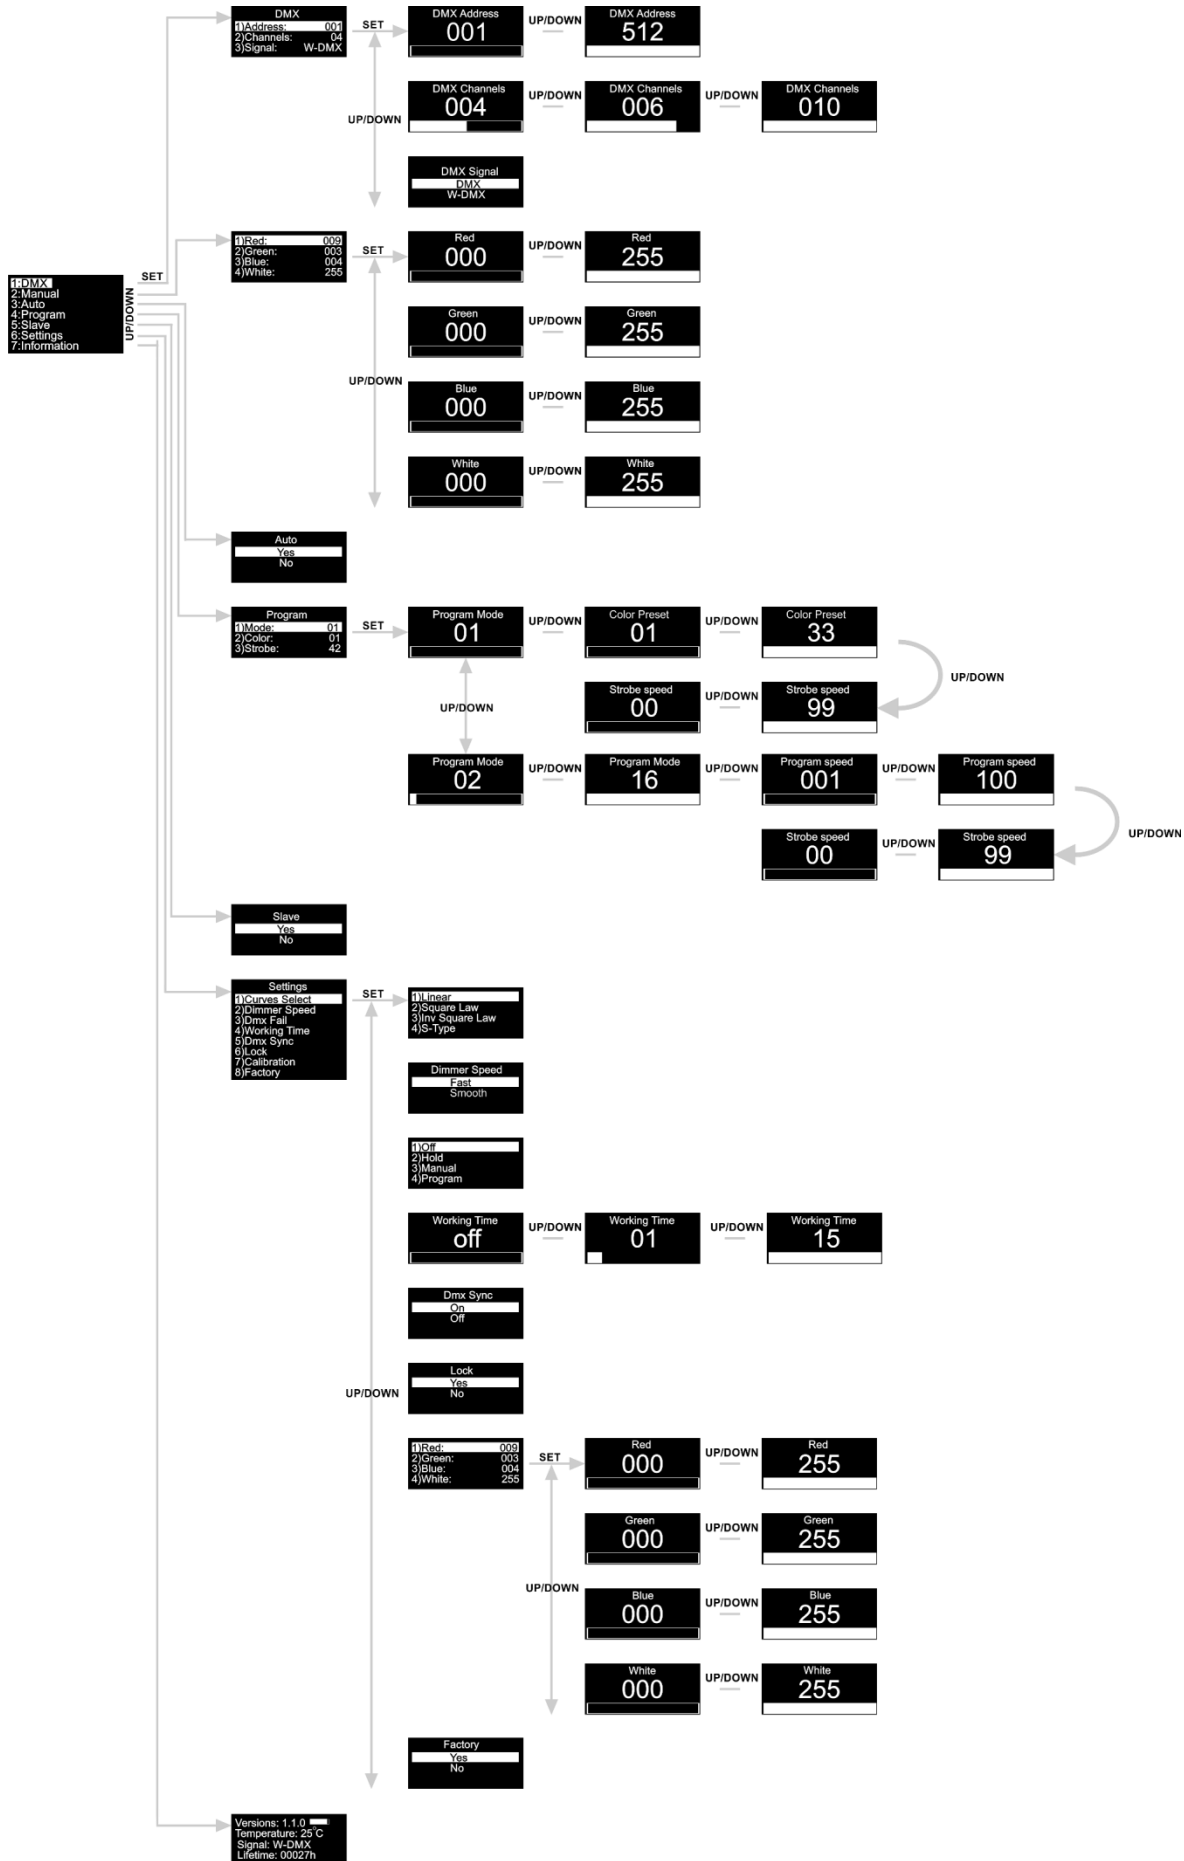 1:DMX
2:Manual
3:Auto
4:Program
5:Slave
6:Settings
7:Information
SET
UP/DOWN
DMX
1)Address: 001
2)Channels: 04
3)Signal: W-DMX
SET
UP/DOWN
DMX Address
001
UP/DOWN
DMX Address
512
DMX Channels
004
UP/DOWN
DMX Channels
006
UP/DOWN
DMX Channels
010
DMX Signal
DMX
W-DMX
1)Red: 009
2)Green: 003
3)Blue: 004
4)White: 255
SET
UP/DOWN
Red
000
UP/DOWN
Red
255
Green
000
UP/DOWN
Green
255
Blue
000
UP/DOWN
Blue
255
White
000
UP/DOWN
White
255
Auto
Yes
No
Program
1)Mode: 01
2)Color: 01
3)Strobe: 42
SET
Program Mode
01
UP/DOWN
Color Preset
01
UP/DOWN
Color Preset
33
UP/DOWN
Strobe speed
00
UP/DOWN
Strobe speed
99
UP/DOWN
Program Mode
02
UP/DOWN
Program Mode
16
UP/DOWN
Program speed
001
UP/DOWN
Program speed
100
UP/DOWN
Strobe speed
00
UP/DOWN
Strobe speed
99
Slave
Yes
No
Settings
1)Curves Select
2)Dimmer Speed
3)Dmx Fail
4)Working Time
5)Dmx Sync
6)Lock
7)Calibration
8)Factory
SET
UP/DOWN
1)Linear
2)Square Law
3)Inv Square Law
4)S-Type
Dimmer Speed
Fast
Smooth
1)Off
2)Hold
3)Manual
4)Program
Working Time
off
UP/DOWN
Working Time
01
UP/DOWN
Working Time
15
Dmx Sync
On
Off
Lock
Yes
No
1)Red: 009
2)Green: 003
3)Blue: 004
4)White: 255
SET
UP/DOWN
Red
000
UP/DOWN
Red
255
Green
000
UP/DOWN
Green
255
Blue
000
UP/DOWN
Blue
255
White
000
UP/DOWN
White
255
Factory
Yes
No
Versions: 1.1.0
Temperature: 25°C
Signal: W-DMX
Lifetime: 00027h